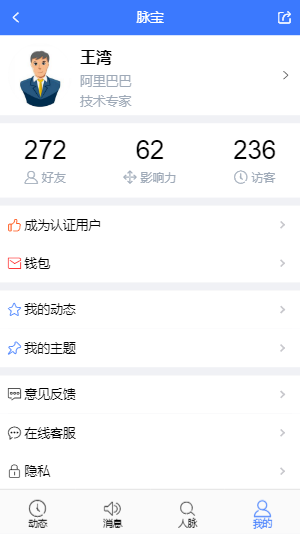 脉宝
王湾
阿里巴巴
技术专家
272 62 236
好友 影响力 访客
成为认证用户
钱包
我的动态
我的主题
意见反馈
在线客服
隐私
动态 消息 人脉 我的